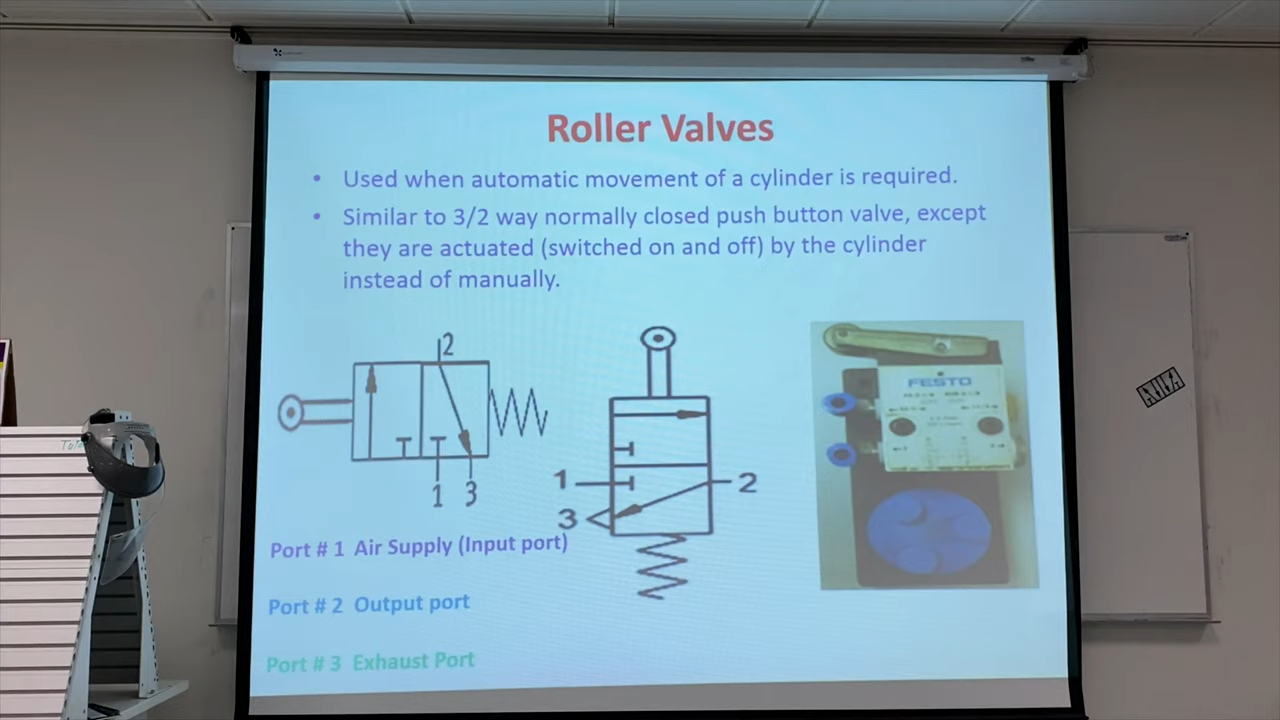 Roller Valves
• Used when automatic movement of a cylinder is required.
• Similar to 3/2 way normally closed push button valve, except
they are actuated (switched on and off) by the cylinder
instead of manually.
2
1 3
1
2
3
FESTO
Port # 1 Air Supply (Input port)
Port # 2 Output port
Port # 3 Exhaust Port